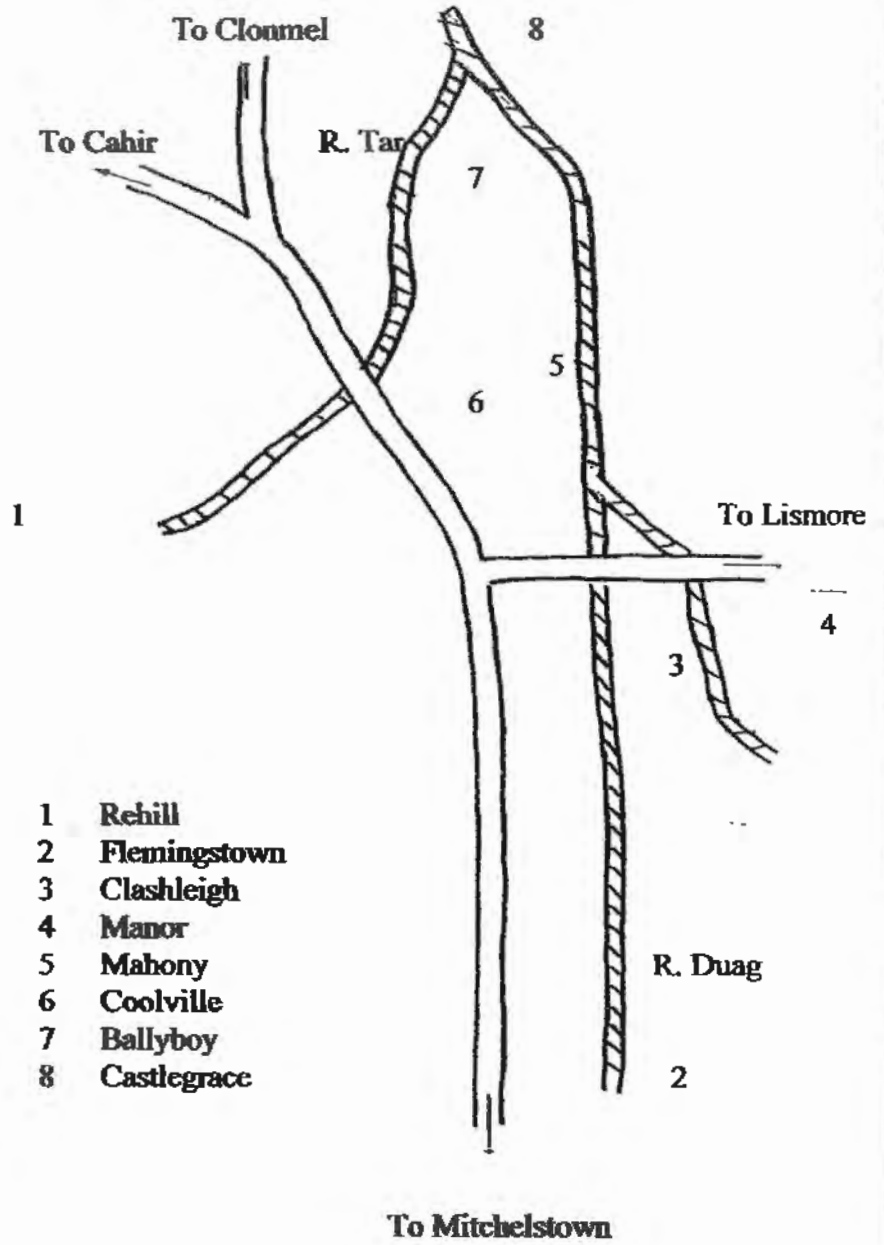 To Clonmel
8
To Cahir
R. Tar
7
5
6
1
To Lismore
4
3
1 Rehill
2 Flemingstown
3 Clashleigh
4 Manor
5 Mahony
6 Coolville
7 Ballyboy
8 Castlegrace
R. Duag
2
To Mitchelstown